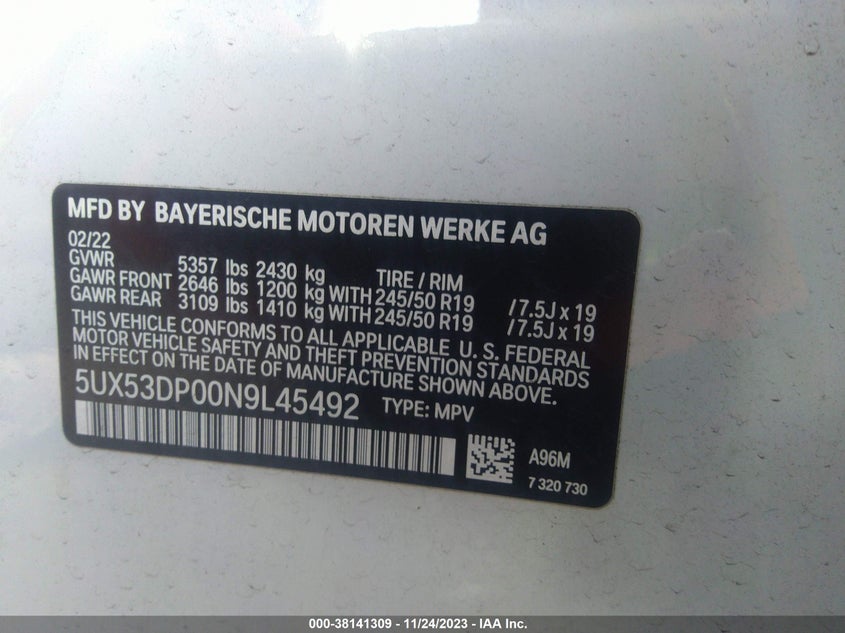 MFD BY BAYERISCHE MOTOREN WERKE AG
02/22
GVWR 5357 lbs 2430 kg TIRE / RIM
GAWR FRONT 2646 lbs 1200 kg WITH 245/50 R19 /7.5J x 19
GAWR REAR 3109 lbs 1410 kg WITH 245/50 R19 /7.5J x 19
THIS VEHICLE CONFORMS TO ALL APPLICABLE U. S. FEDERAL
MOTOR VEHICLE SAFETY AND THEFT PREVENTION STANDARDS
IN EFFECT ON THE DATE OF MANUFACTURE SHOWN ABOVE.
5UX53DP00N9L45492 TYPE: MPV
A96M
7 320 730
000-38141309 - 11/24/2023 - IAA Inc.